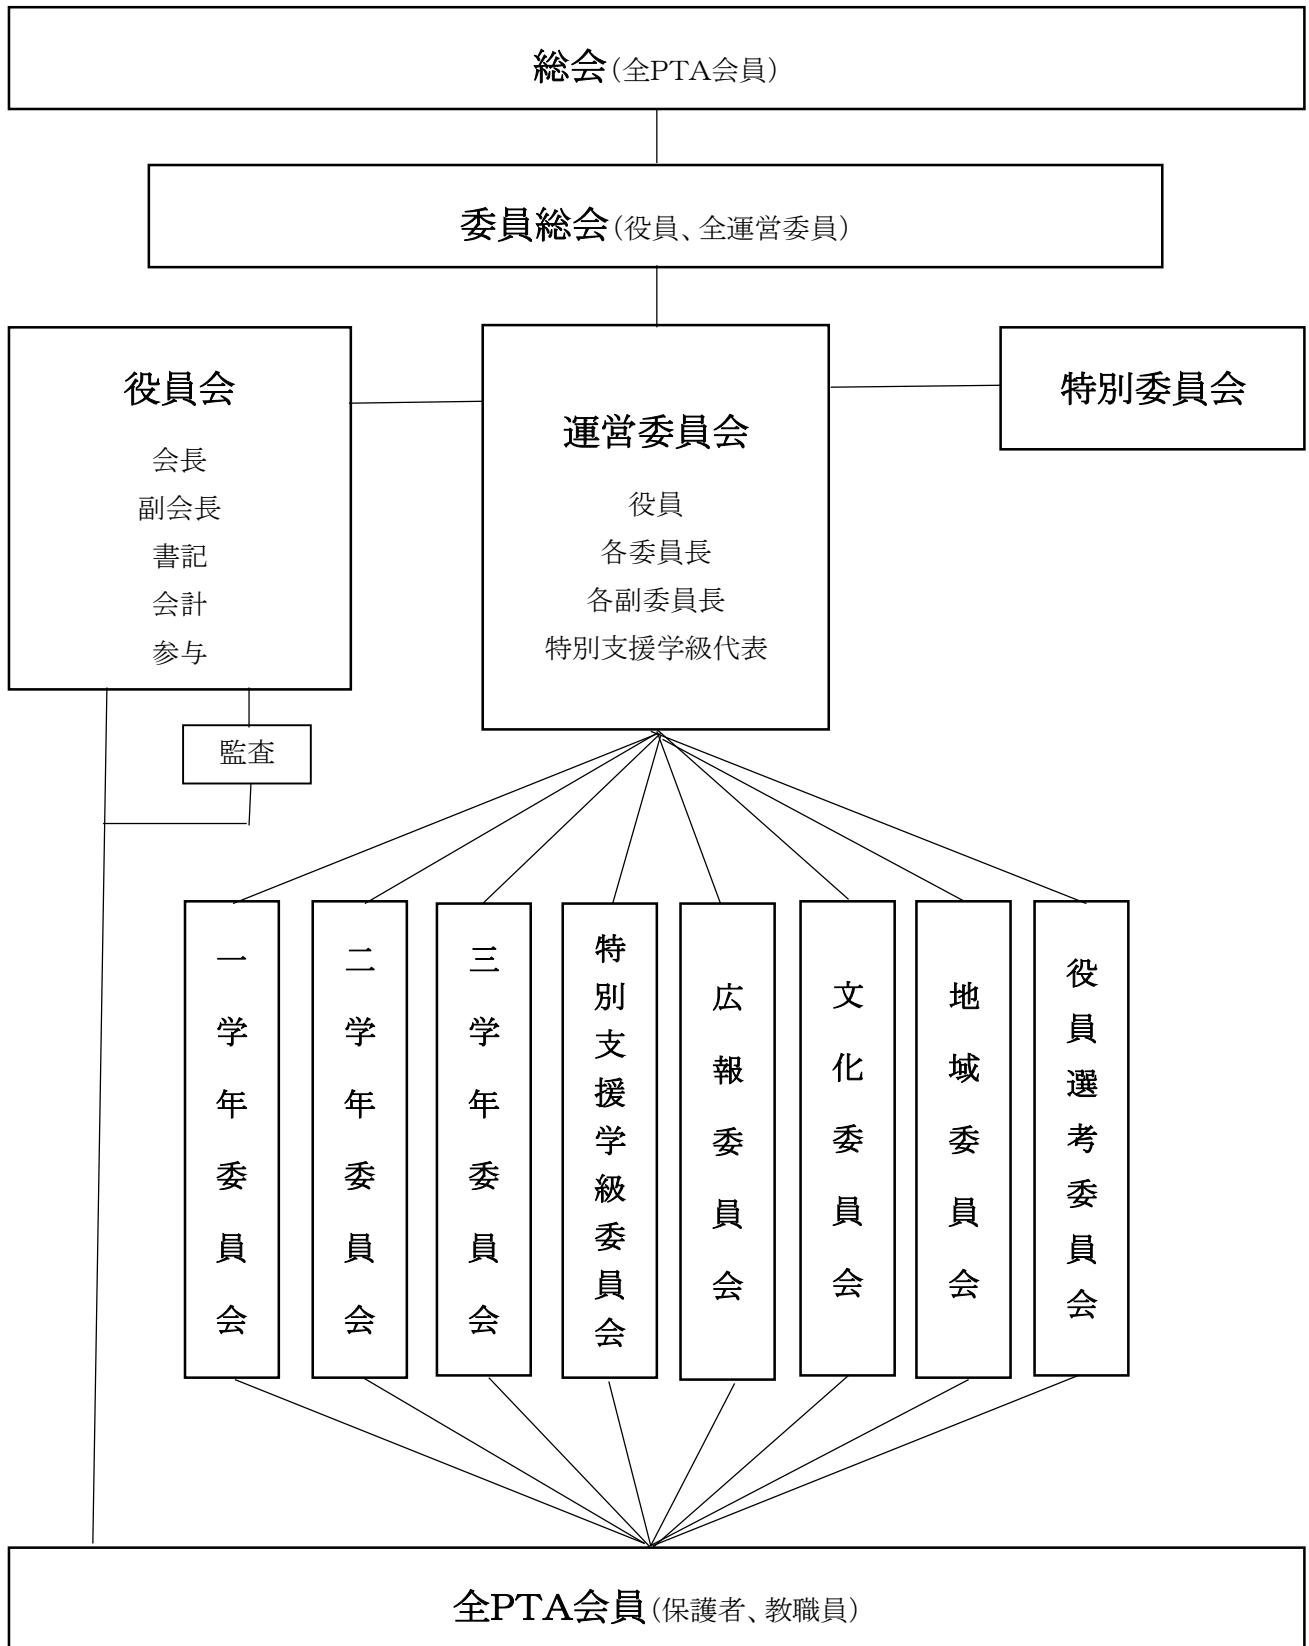 総会(全PTA会員)
委員総会(役員、全運営委員)
役員会
会長
副会長
書記
会計
参与
監査
運営委員会
役員
各委員長
各副委員長
特別支援学級代表
特別委員会
一学年委員会
二学年委員会
三学年委員会
特別支援学級委員会
広報委員会
文化委員会
地域委員会
役員選考委員会
全PTA会員(保護者、教職員)